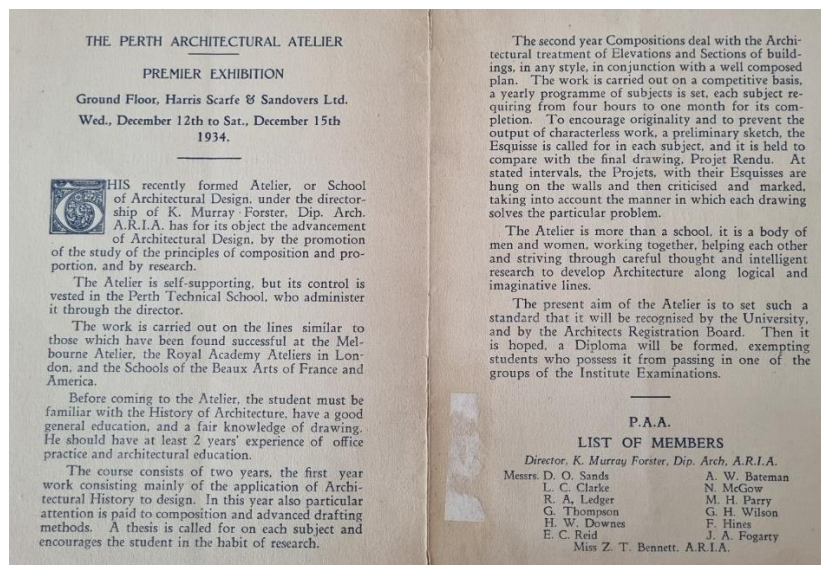 THE PERTH ARCHITECTURAL ATELIER
PREMIER EXHIBITION
Ground Floor, Harris Scarfe & Sandovers Ltd.
Wed., December 12th to Sat., December 15th
1934.
THIS recently formed Atelier, or School
of Architectural Design, under the director-
ship of K. Murray Forster, Dip. Arch.
A.R.I.A. has for its object the advancement
of Architectural Design, by the promotion
of the study of the principles of composition and pro-
portion, and by research.
The Atelier is self-supporting, but its control is
vested in the Perth Technical School, who administer
it through the director.
The work is carried out on the lines similar to
those which have been found successful at the Mel-
bourne Atelier, the Royal Academy Ateliers in Lon-
don, and the Schools of the Beaux Arts of France and
America.
Before coming to the Atelier, the student must be
familiar with the History of Architecture, have a good
general education, and a fair knowledge of drawing.
He should have at least 2 years' experience of office
practice and architectural education.
The course consists of two years, the first year
work consisting mainly of the application of Archi-
tectural History to design. In this year also particular
attention is paid to composition and advanced drafting
methods. A thesis is called for on each subject and
encourages the student in the habit of research.
The second year Compositions deal with the Archi-
tectural treatment of Elevations and Sections of build-
ings, in any style, in conjunction with a well composed
plan. The work is carried out on a competitive basis,
a yearly programme of subjects is set, each subject re-
quiring from four hours to one month for its com-
pletion. To encourage originality and to prevent the
output of characterless work, a preliminary sketch, the
Esquisse is called for in each subject, and it is held to
compare with the final drawing, Projet Rendu. At
stated intervals, the Projets, with their Esquisses are
hung on the walls and then criticised and marked,
taking into account the manner in which each drawing
solves the particular problem.
The Atelier is more than a school, it is a body of
men and women, working together, helping each other
and striving through careful thought and intelligent
research to develop Architecture along logical and
imaginative lines.
The present aim of the Atelier is to set such a
standard that it will be recognised by the University,
and by the Architects Registration Board. Then it
is hoped, a Diploma will be formed, exempting
students who possess it from passing in one of the
groups of the Institute Examinations.
P.A.A.
LIST OF MEMBERS
Director, K. Murray Forster, Dip. Arch, A.R.I.A.
Messrs. D. O. Sands A. W. Bateman
L. C. Clarke N. McGow
R. A, Ledger M. H. Parry
G. Thompson G. H. Wilson
H. W. Downes F. Hines
E. C. Reid J. A. Fogarty
Miss Z. T. Bennett, A.R.I.A.